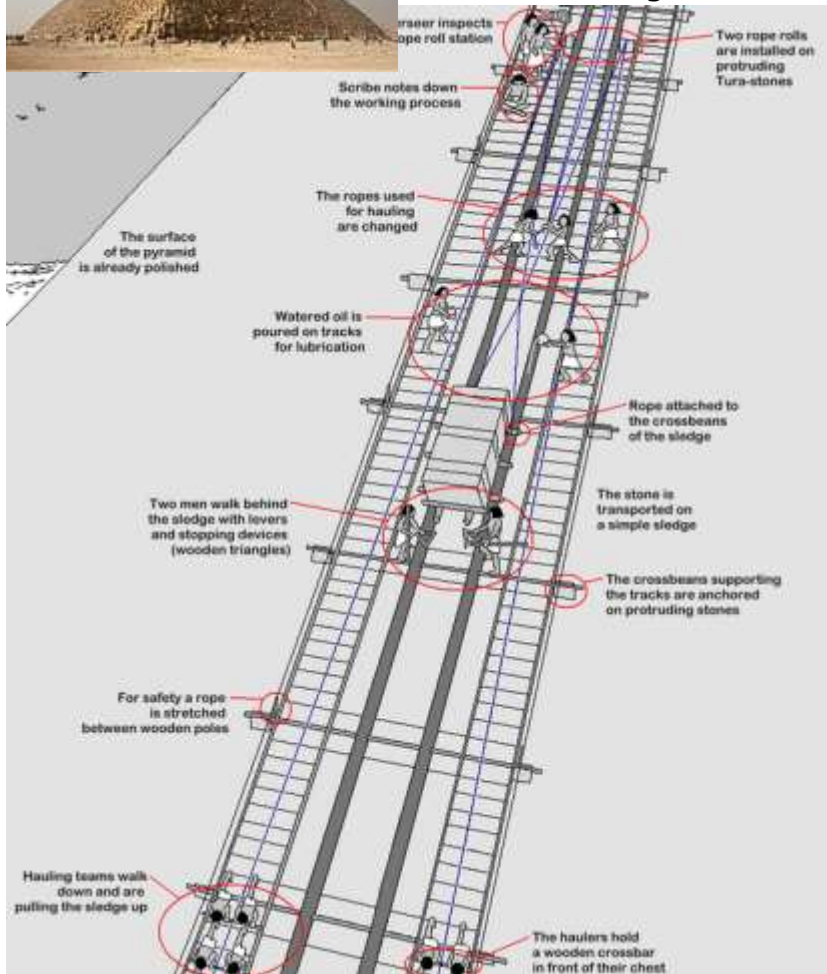 erseer inspects
ope roll station
Two rope rolls
are installed on
protruding
Tura-stones
Scribe notes down
the working process
The ropes used
for hauling
are changed
The surface
of the pyramid
is already polished
Watered oil is
poured on tracks
for lubrication
Rope attached to
the crossbeans
of the sledge
Two men walk behind
the sledge with levers
and stopping devices
(wooden triangles)
The stone is
transported on
a simple sledge
The crossbeans supporting
the tracks are anchored
on protruding stones
For safety a rope
is stretched
between wooden poles
Hauling teams walk
down and are
pulling the sledge up
The haulers hold
a wooden crossbar
in front of their chest